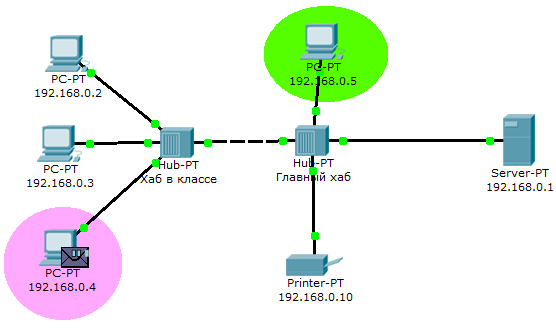 PC-PT
192.168.0.2
PC-PT
192.168.0.3
PC-PT
192.168.0.4
Hub-PT
Хаб в классе
PC-PT
192.168.0.5
Hub-PT
Главный хаб
Printer-PT
192.168.0.10
Server-PT
192.168.0.1